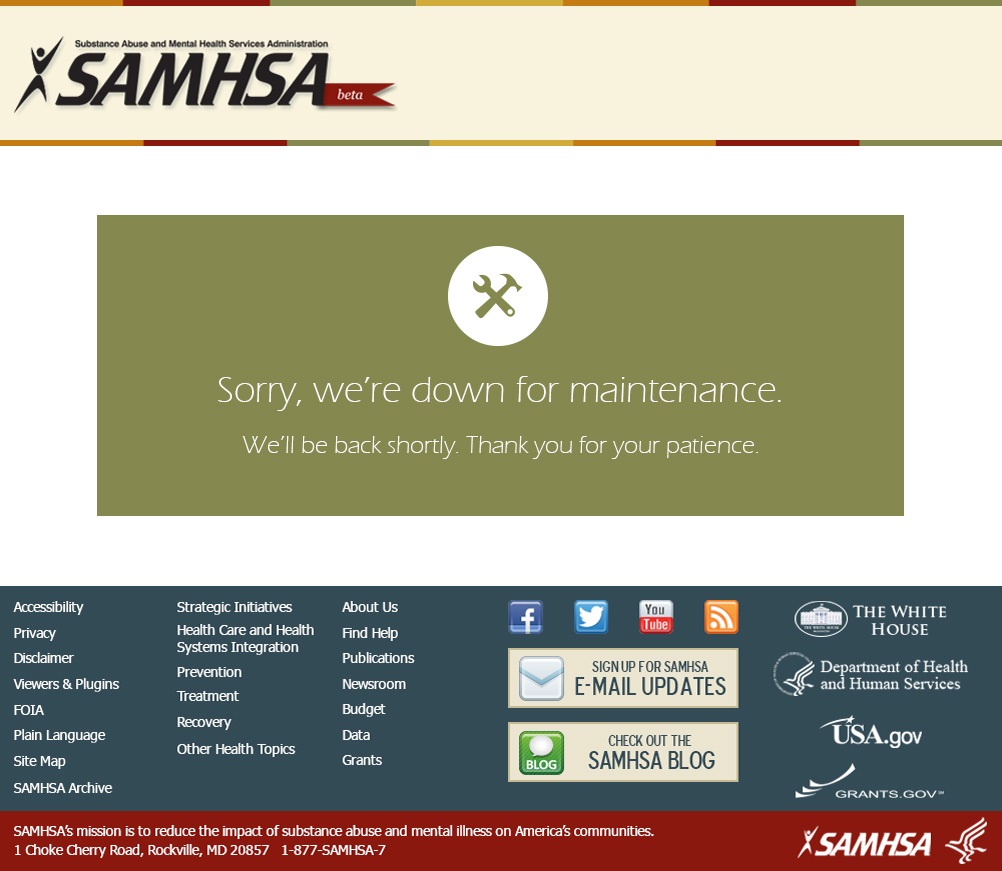 Substance Abuse and Mental Health Services Administration
SAMHSA
beta
Sorry, we're down for maintenance.
We'll be back shortly. Thank you for your patience.
Accessibility
Privacy
Disclaimer
Viewers & Plugins
FOIA
Plain Language
Site Map
SAMHSA Archive
Strategic Initiatives
Health Care and Health
Systems Integration
Prevention
Treatment
Recovery
Other Health Topics
About Us
Find Help
Publications
Newsroom
Budget
Data
Grants
You
Tube
SIGN UP FOR SAMHSA
E-MAIL UPDATES
BLOG
CHECK OUT THE
SAMHSA BLOG
THE WHITE
HOUSE
Department of Health
and Human Services
USA.gov
GRANTS.GOV℠
SAMHSA's mission is to reduce the impact of substance abuse and mental illness on America's communities.
1 Choke Cherry Road, Rockville, MD 20857 1-877-SAMHSA-7
SAMHSA